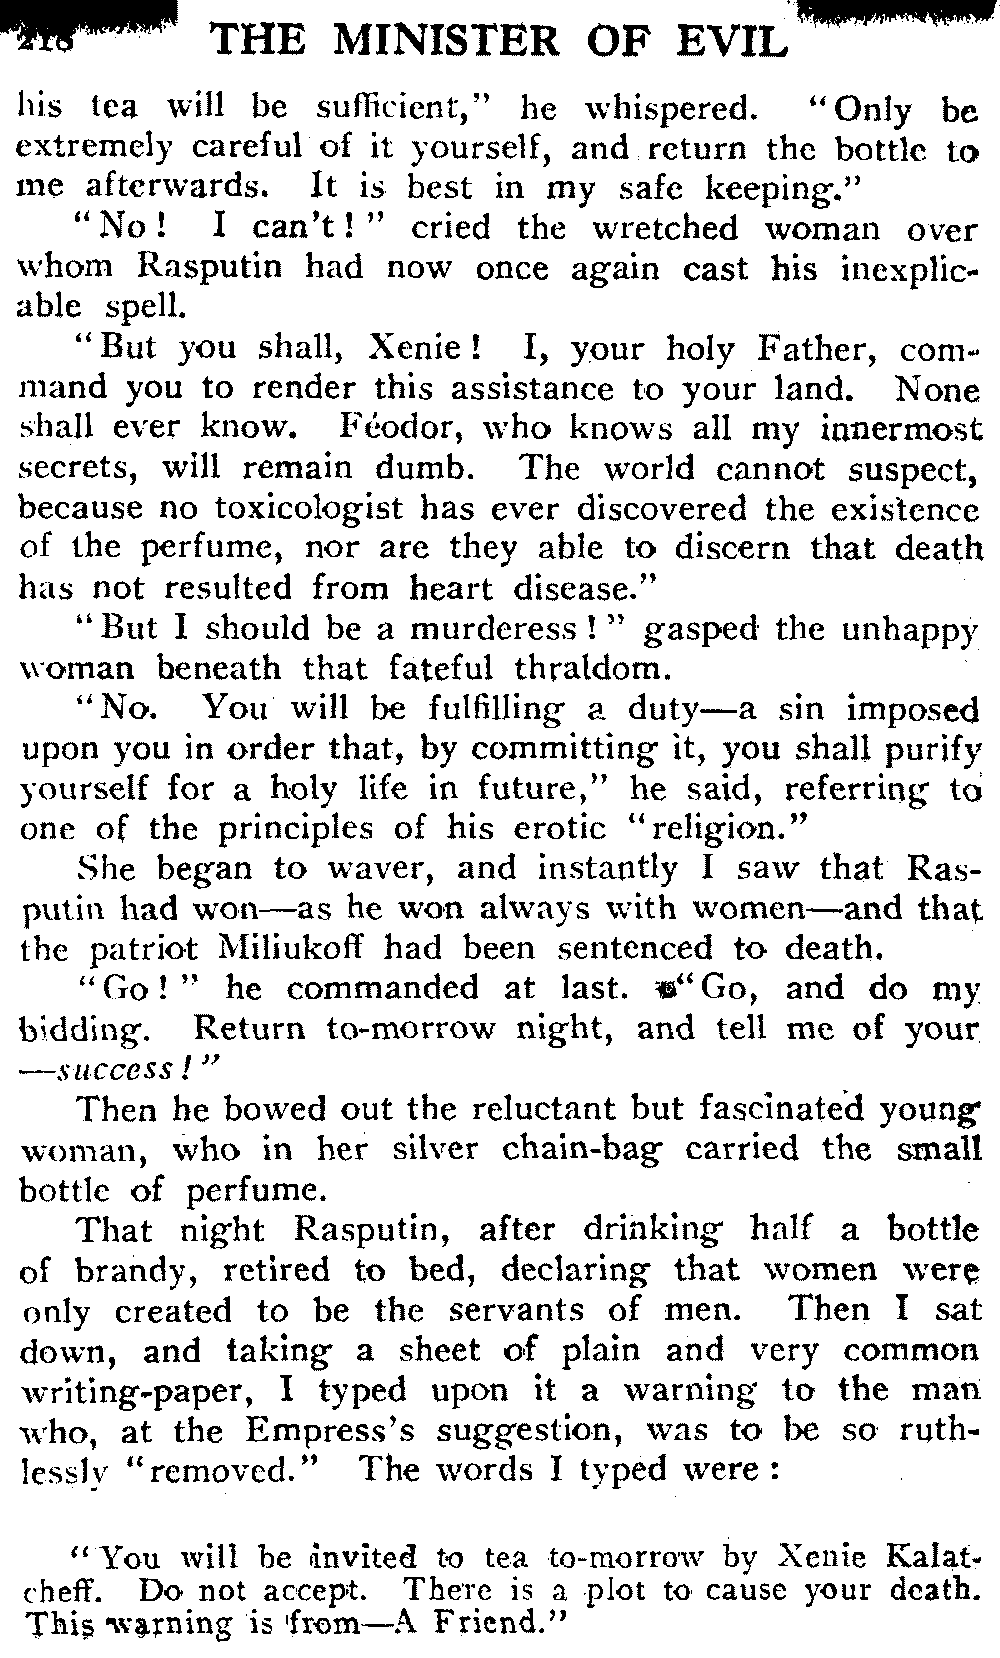 218 THE MINISTER OF EVIL
his tea will be sufficient," he whispered. "Only be
extremely careful of it yourself, and return the bottle to
me afterwards. It is best in my safe keeping."
"No! I can't!" cried the wretched woman over
whom Rasputin had now once again cast his inexplic-
able spell.
"But you shall, Xenie! I, your holy Father, com-
mand you to render this assistance to your land. None
shall ever know. Féodor, who knows all my innermost
secrets, will remain dumb. The world cannot suspect,
because no toxicologist has ever discovered the existence
of the perfume, nor are they able to discern that death
has not resulted from heart disease."
"But I should be a murderess!" gasped the unhappy
woman beneath that fateful thraldom.
"No. You will be fulfilling a duty—a sin imposed
upon you in order that, by committing it, you shall purify
yourself for a holy life in future," he said, referring to
one of the principles of his erotic "religion."
She began to waver, and instantly I saw that Ras-
putin had won—as he won always with women—and that
the patriot Miliukoff had been sentenced to death.
"Go!" he commanded at last. "Go, and do my
bidding. Return to-morrow night, and tell me of your
—success!"
Then he bowed out the reluctant but fascinated young
woman, who in her silver chain-bag carried the small
bottle of perfume.
That night Rasputin, after drinking half a bottle
of brandy, retired to bed, declaring that women were
only created to be the servants of men. Then I sat
down, and taking a sheet of plain and very common
writing-paper, I typed upon it a warning to the man
who, at the Empress's suggestion, was to be so ruth-
lessly "removed." The words I typed were:
"You will be invited to tea to-morrow by Xenie Kalat-
cheff. Do not accept. There is a plot to cause your death.
This warning is from—A Friend."